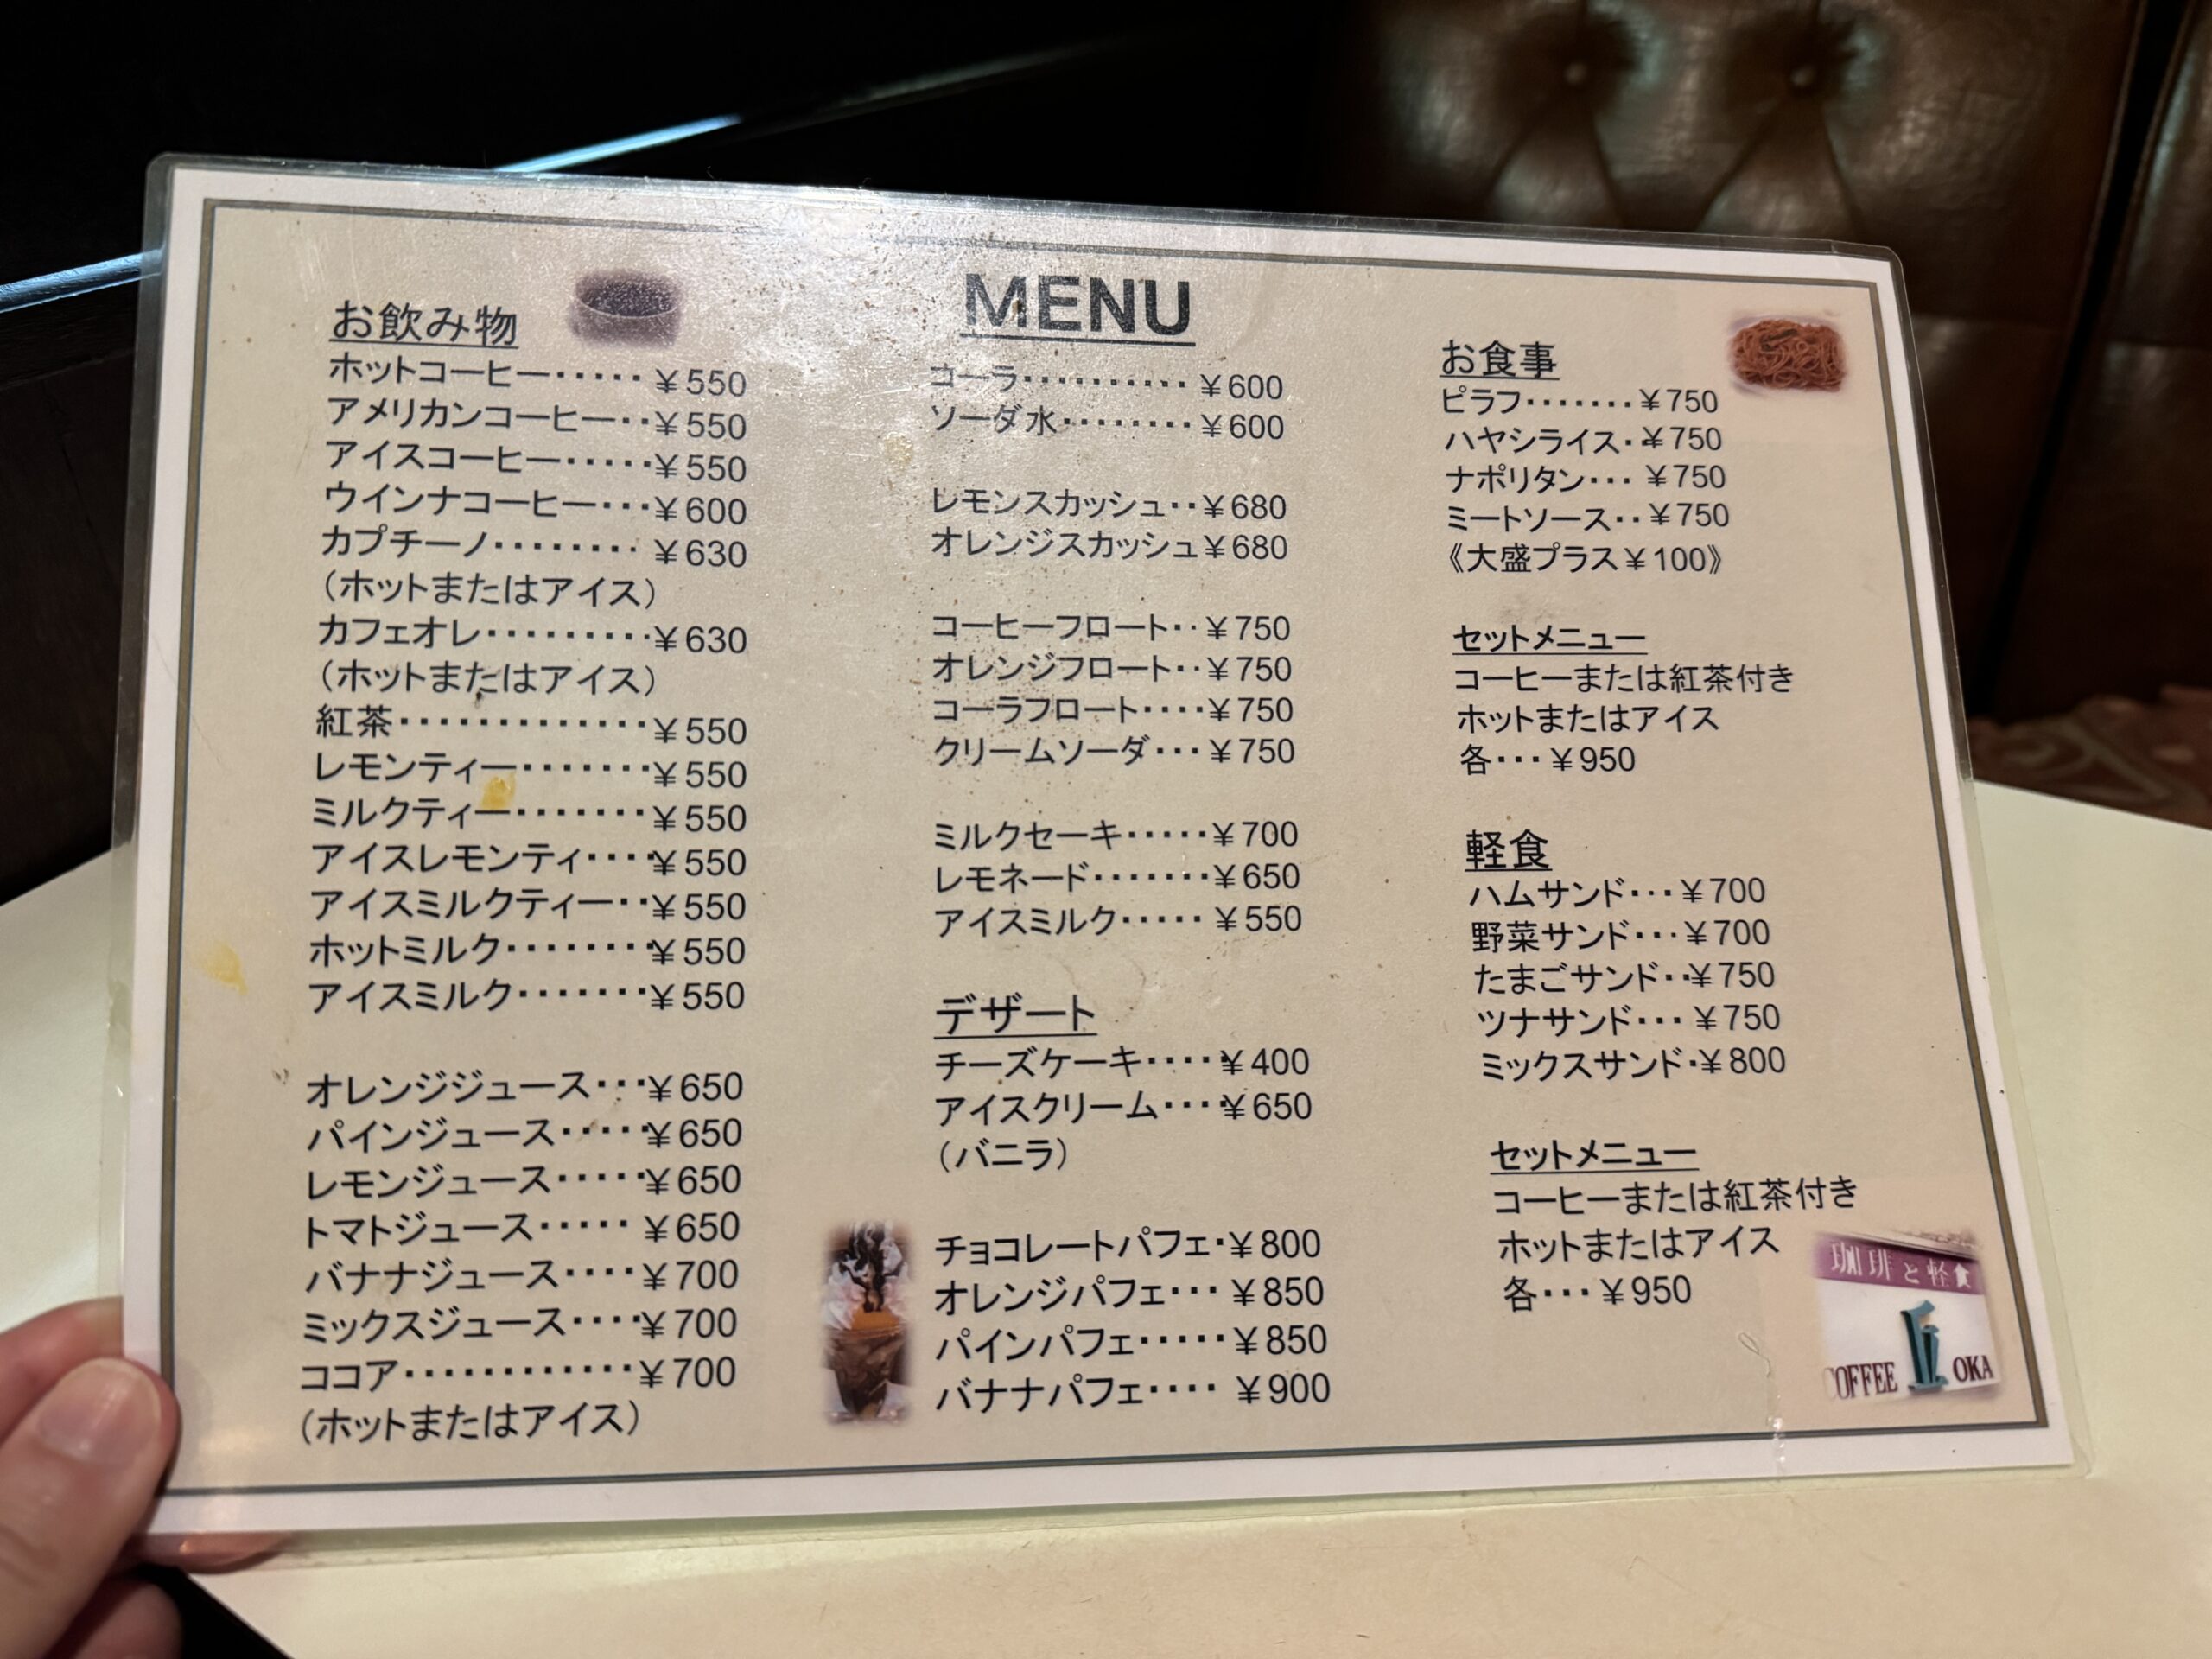 MENU
お飲み物
ホットコーヒー・・・・・¥550
アメリカンコーヒー・・¥550
アイスコーヒー・・・・・¥550
ウインナコーヒー・・・¥600
カプチーノ・・・・・・・・¥630
(ホットまたはアイス)
カフェオレ・・・・・・・・・¥630
(ホットまたはアイス)
紅茶・・・・・・・・・・・・・¥550
レモンティー・・・・・・・¥550
ミルクティー・・・・・・・¥550
アイスレモンティ・・・・¥550
アイスミルクティー・・¥550
ホットミルク・・・・・・・・¥550
アイスミルク・・・・・・・¥550
オレンジジュース・・・¥650
パインジュース・・・・・¥650
レモンジュース・・・・・¥650
トマトジュース・・・・・¥650
バナナジュース・・・・¥700
ミックスジュース・・・・¥700
ココア・・・・・・・・・・・・¥700
(ホットまたはアイス)
コーラ・・・・・・・・・・¥600
ソーダ水・・・・・・・・¥600
レモンスカッシュ・・¥680
オレンジスカッシュ¥680
コーヒーフロート・・¥750
オレンジフロート・・¥750
コーラフロート・・・・¥750
クリームソーダ・・・¥750
ミルクセーキ・・・・・¥700
レモネード・・・・・・・¥650
アイスミルク・・・・・¥550
デザート
チーズケーキ・・・・¥400
アイスクリーム・・・・¥650
(バニラ)
チョコレートパフェ・¥800
オレンジパフェ・・・¥850
パインパフェ・・・・・¥850
バナナパフェ・・・・¥900
お食事
ピラフ・・・・・・・¥750
ハヤシライス・・¥750
ナポリタン・・・¥750
ミートソース・・¥750
《大盛プラス¥100》
セットメニュー
コーヒーまたは紅茶付き
ホットまたはアイス
各・・・¥950
軽食
ハムサンド・・・¥700
野菜サンド・・・¥700
たまごサンド・・¥750
ツナサンド・・・¥750
ミックスサンド・¥800
セットメニュー
コーヒーまたは紅茶付き
ホットまたはアイス
各・・・¥950
珈琲と軽食
COFFEE 丘 OKA